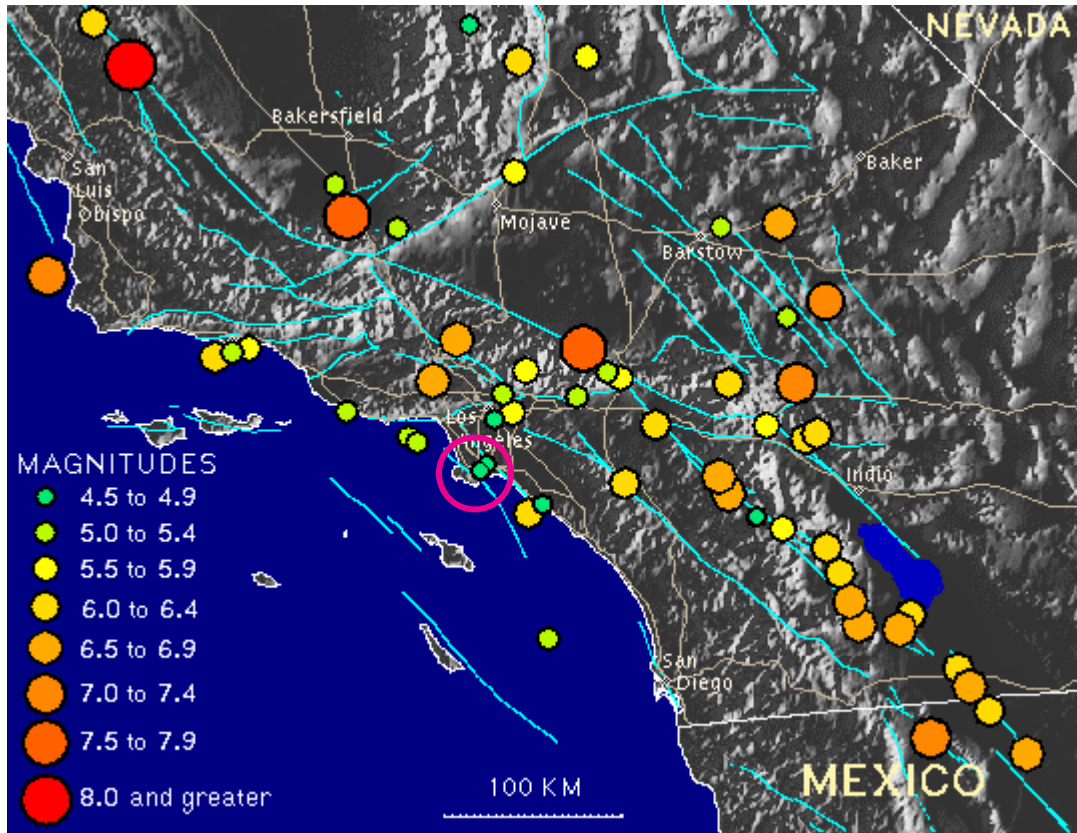 NEVADA
Bakersfield
Baker
San
Luis
Obispo
Mojave
Barstow
Los
Angeles
MAGNITUDES
4.5 to 4.9
5.0 to 5.4
5.5 to 5.9
6.0 to 6.4
6.5 to 6.9
7.0 to 7.4
7.5 to 7.9
8.0 and greater
Indio
San
Diego
100 KM
MEXICO